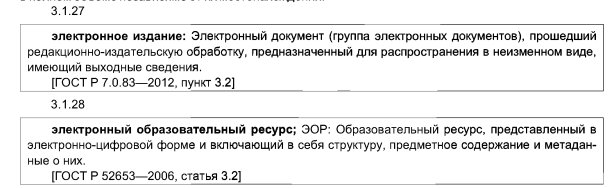 3.1.27
электронное издание: Электронный документ (группа электронных документов), прошедший
редакционно-издательскую обработку, предназначенный для распространения в неизменном виде,
имеющий выходные сведения.
[ГОСТ Р 7.0.83—2012, пункт 3.2]
3.1.28
электронный образовательный ресурс; ЭОР: Образовательный ресурс, представленный в
электронно-цифровой форме и включающий в себя структуру, предметное содержание и метадан-
ные о них.
[ГОСТ Р 52653—2006, статья 3.2]